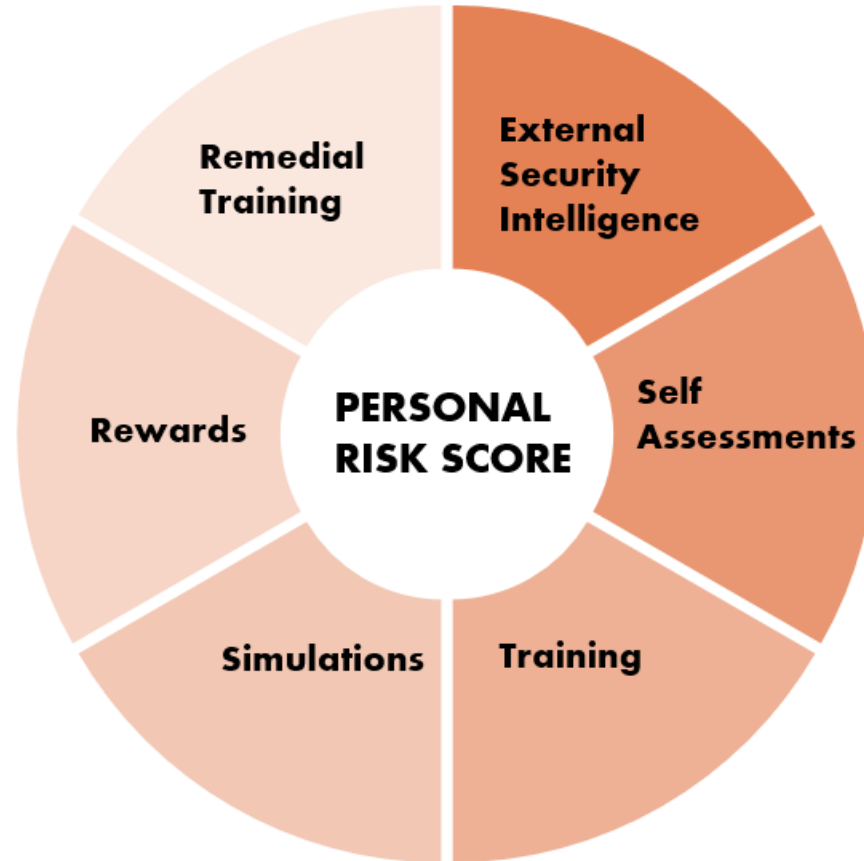 Remedial
Training
External
Security
Intelligence
Rewards
PERSONAL
RISK SCORE
Self
Assessments
Simulations
Training